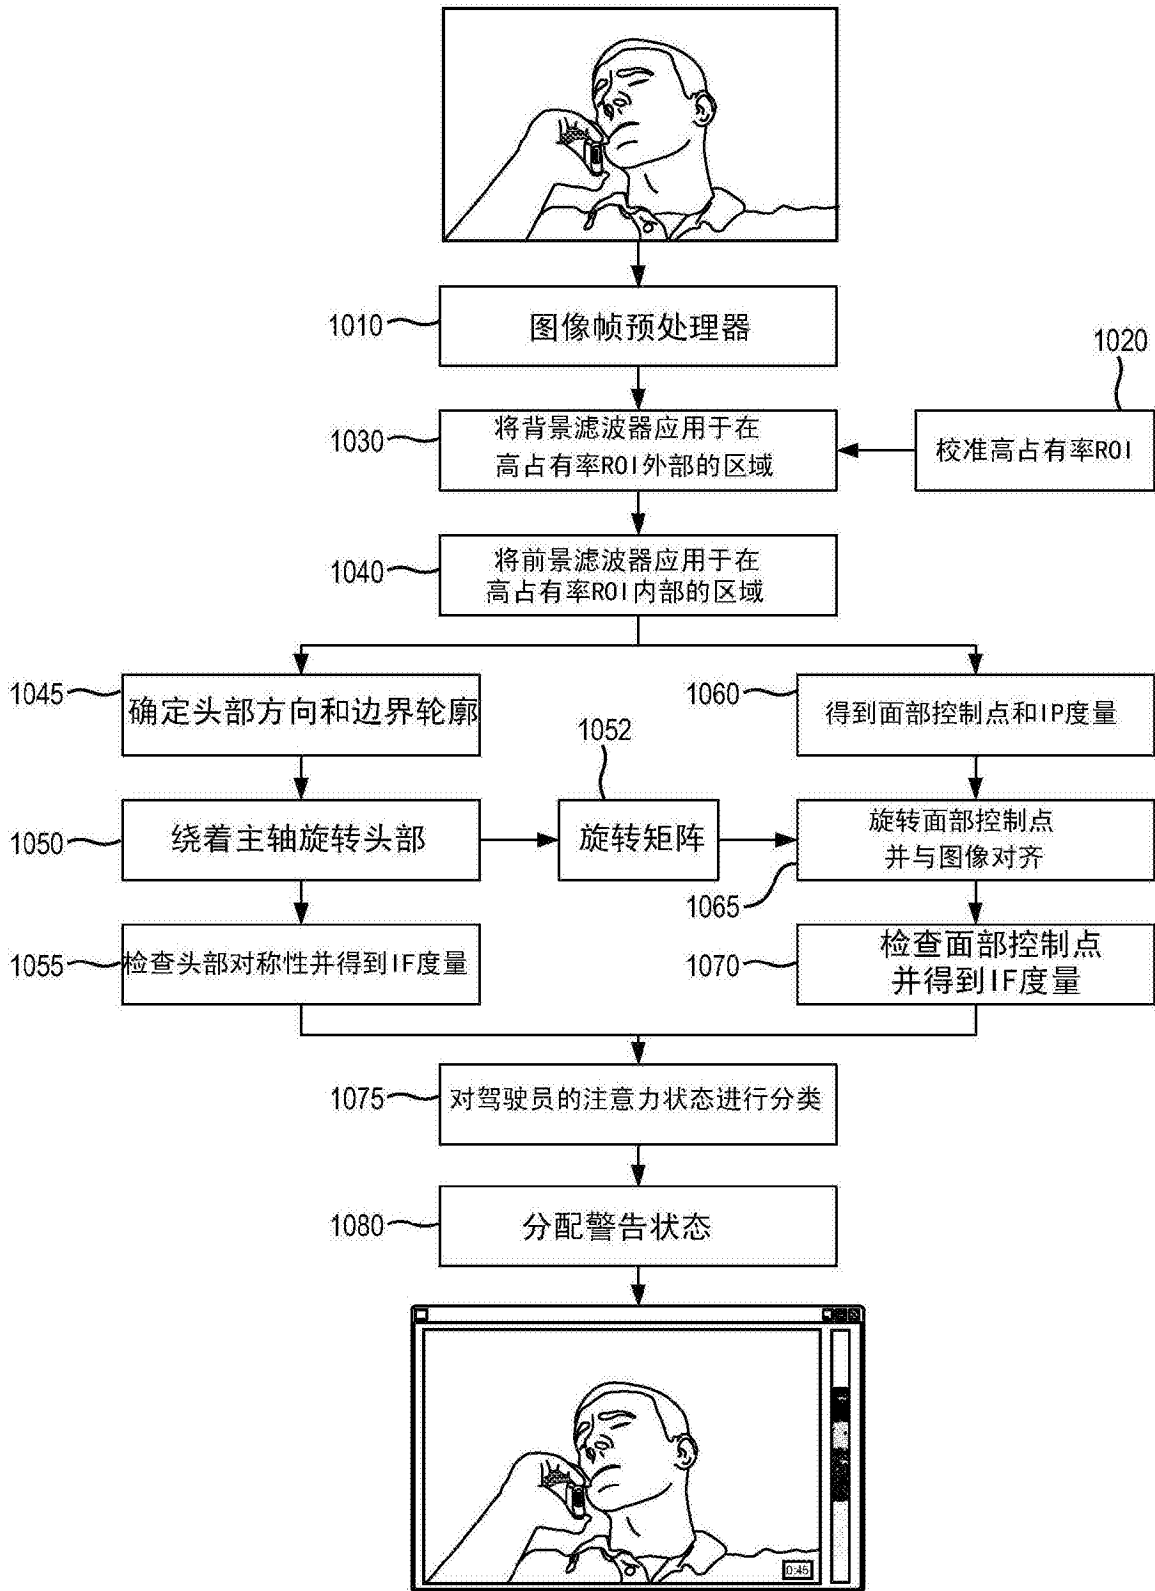 1010
图像帧预处理器
1020
1030
将背景滤波器应用于在
高占有率ROI外部的区域
校准高占有率ROI
1040
将前景滤波器应用于在
高占有率ROI内部的区域
1045
确定头部方向和边界轮廓
1060
得到面部控制点和IP度量
1052
1050
绕着主轴旋转头部
旋转矩阵
旋转面部控制点
并与图像对齐
1065
1055
检查头部对称性并得到IF度量
1070
检查面部控制点
并得到IF度量
1075
对驾驶员的注意力状态进行分类
1080
分配警告状态
0:45